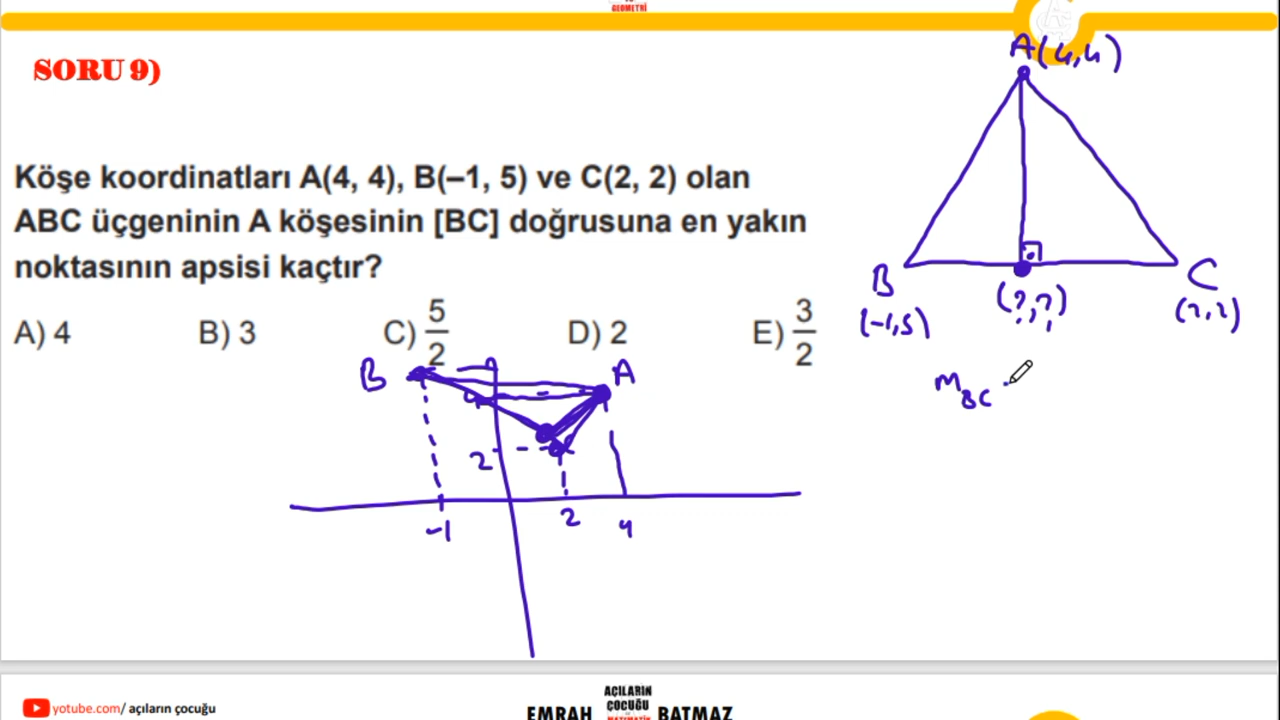 GEOMETRİ
SORU 9)
A(4,4)
Köşe koordinatları A(4, 4), B(–1, 5) ve C(2, 2) olan
ABC üçgeninin A köşesinin [BC] doğrusuna en yakın
noktasının apsisi kaçtır?
A) 4 B) 3 C) 5/2 D) 2 E) 3/2
B
(-1,5)
(?,?)
C
(2,2)
m BC
B
A
4
2
-1
2
4
yotube.com/ açıların çocuğu
EMRAH
AÇILARIN
ÇOCUĞU
MATEMATİK
BATMAZ